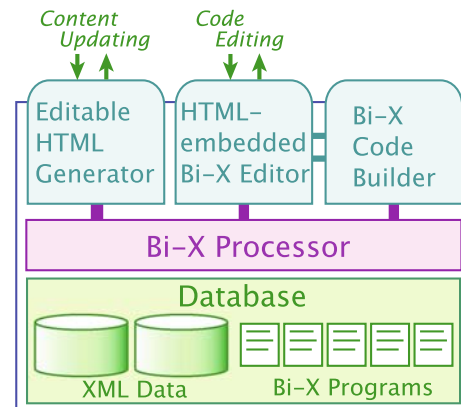 Content
Updating
Code
Editing
Editable
HTML
Generator
HTML-
embedded
Bi-X Editor
Bi-X
Code
Builder
Bi-X Processor
Database
XML Data
Bi-X Programs